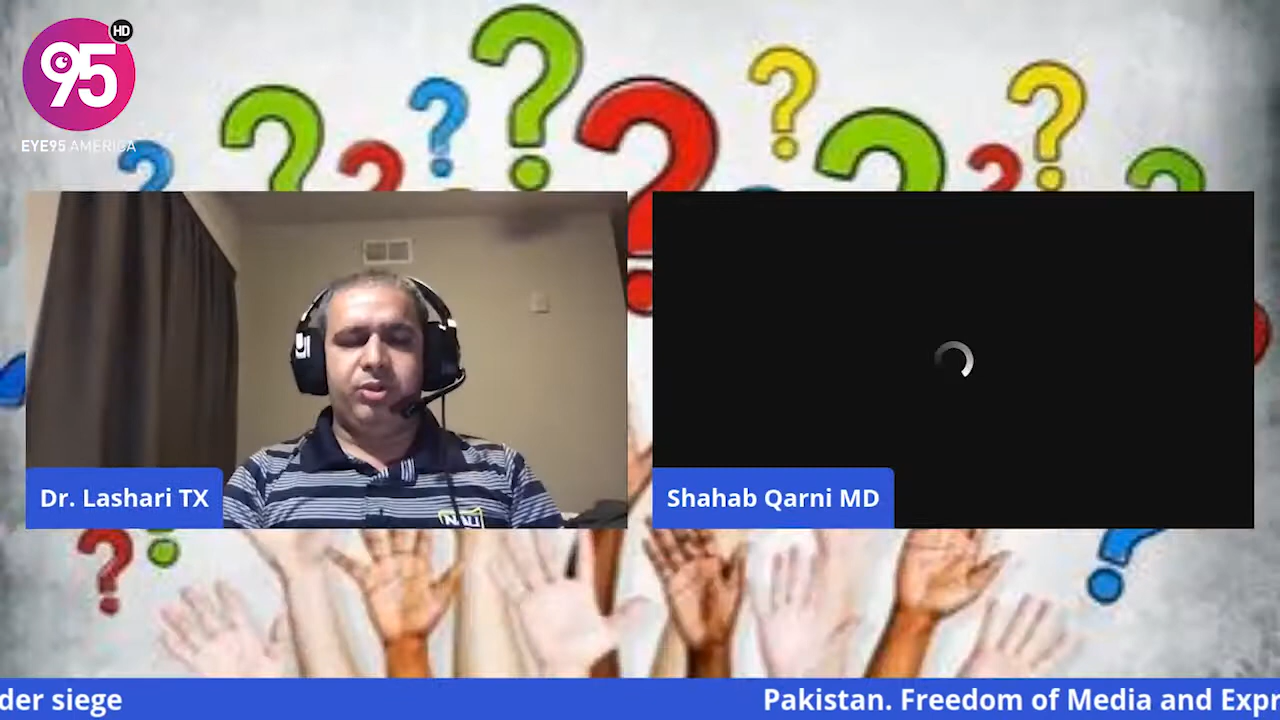 HD
95
EYE95 AMERICA
Dr. Lashari TX
Shahab Qarni MD
der siege
Pakistan. Freedom of Media and Expr